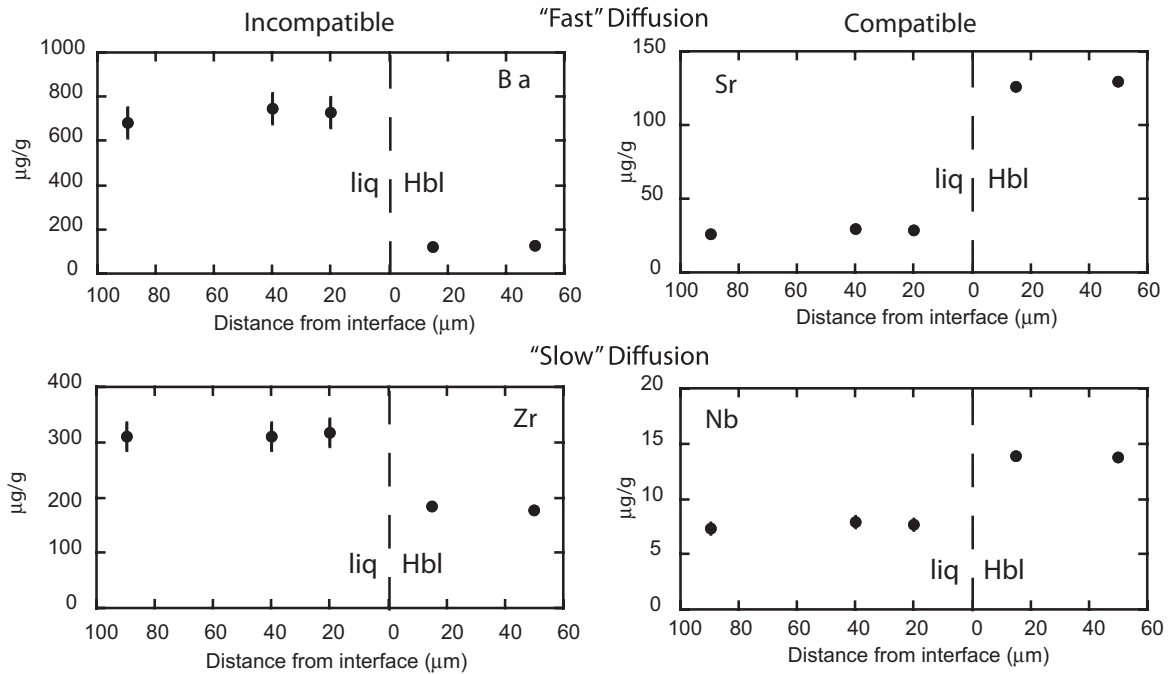 Incompatible
“Fast” Diffusion
Compatible
1000
800
600
400
200
0
µg/g
B a
liq
Hbl
100 80 60 40 20 0 20 40 60
Distance from interface (µm)
150
100
50
0
µg/g
Sr
liq
Hbl
100 80 60 40 20 0 20 40 60
Distance from interface (µm)
“Slow” Diffusion
400
300
200
100
0
µg/g
Zr
liq
Hbl
100 80 60 40 20 0 20 40 60
Distance from interface (µm)
20
15
10
5
0
µg/g
Nb
liq
Hbl
100 80 60 40 20 0 20 40 60
Distance from interface (µm)